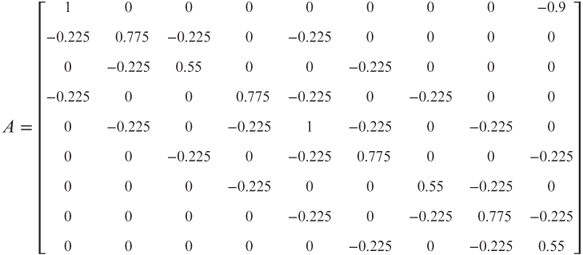 1 0 0 0 0 0 0 0 −0.9
−0.225 0.775 −0.225 0 −0.225 0 0 0 0
0 −0.225 0.55 0 0 −0.225 0 0 0
−0.225 0 0 0.775 −0.225 0 −0.225 0 0
A = 0 −0.225 0 −0.225 1 −0.225 0 −0.225 0
0 0 −0.225 0 −0.225 0.775 0 0 −0.225
0 0 0 −0.225 0 0 0.55 −0.225 0
0 0 0 0 −0.225 0 −0.225 0.775 −0.225
0 0 0 0 0 −0.225 0 −0.225 0.55